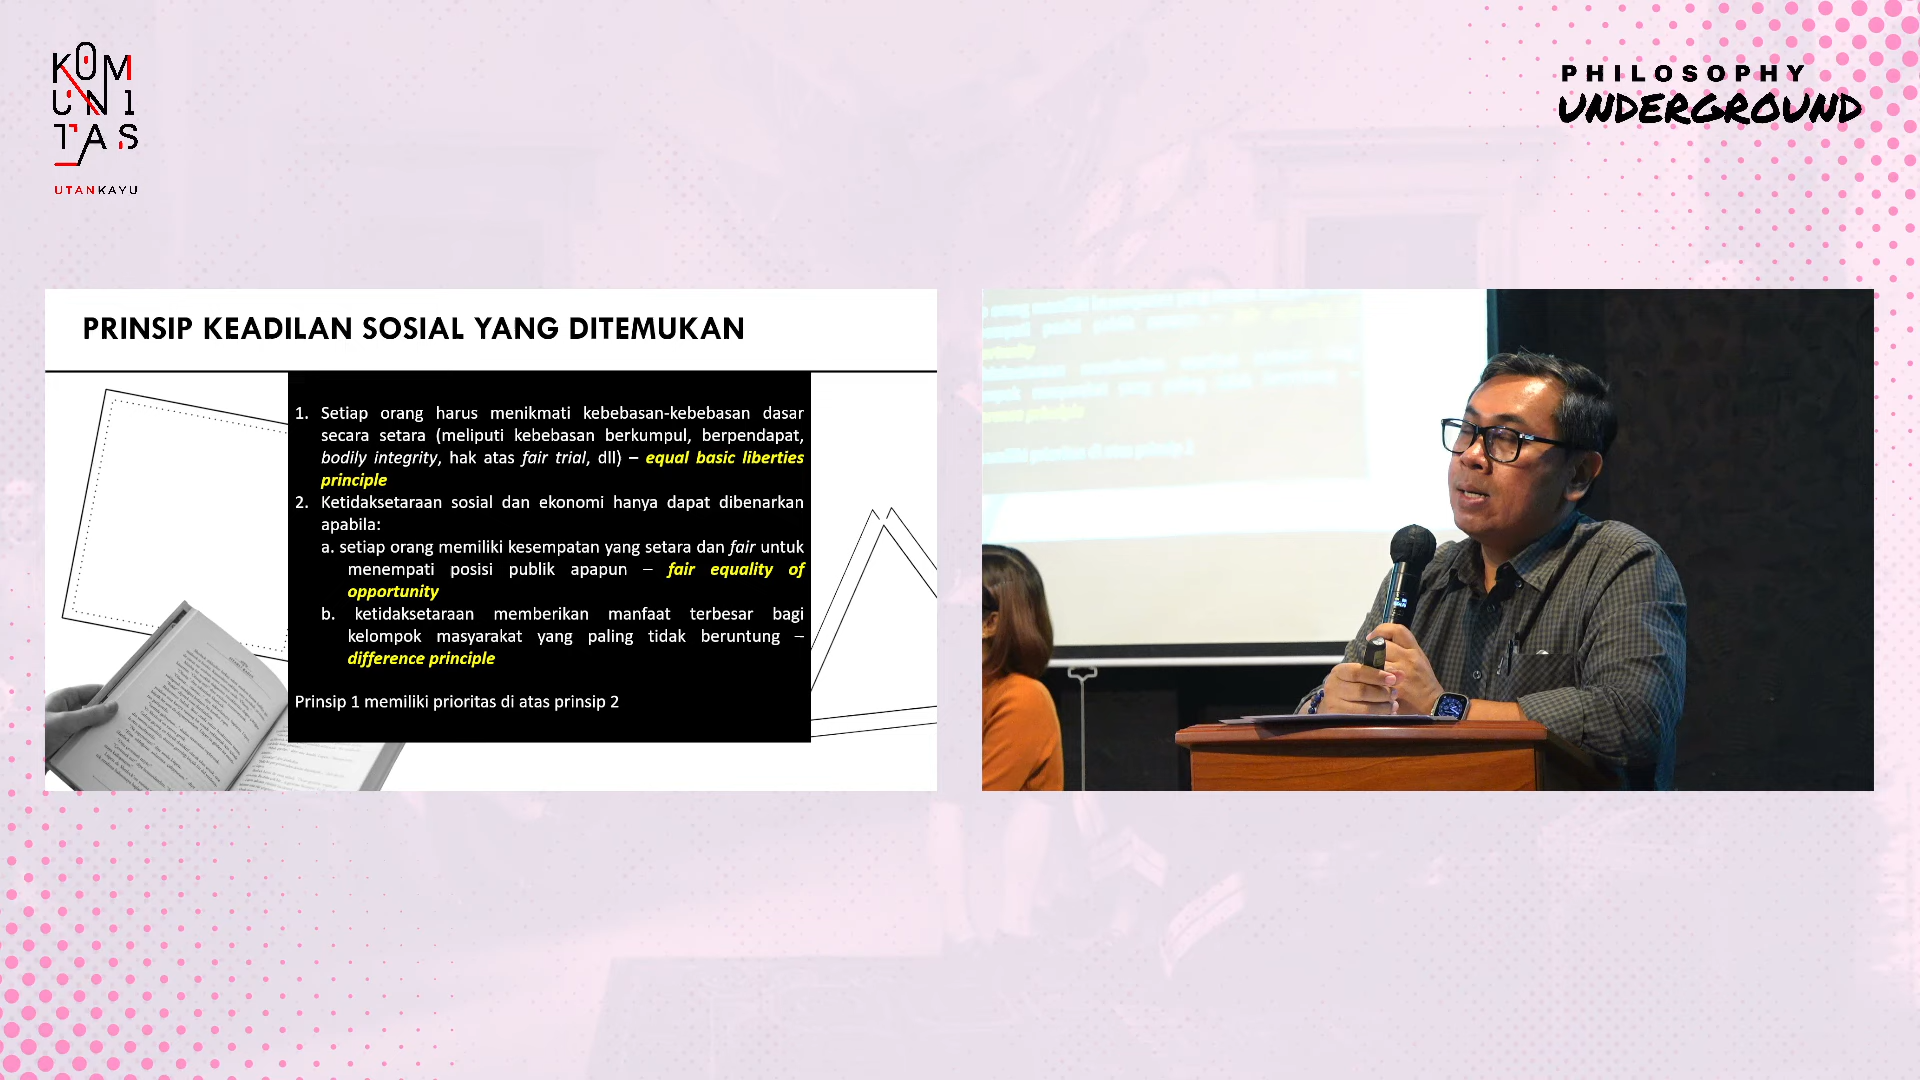 KOM
UNI
TAS
UTANKAYU
PHILOSOPHY
UNDERGROUND
PRINSIP KEADILAN SOSIAL YANG DITEMUKAN
1. Setiap orang harus menikmati kebebasan-kebebasan dasar
secara setara (meliputi kebebasan berkumpul, berpendapat,
bodily integrity, hak atas fair trial, dll) – equal basic liberties
principle
2. Ketidaksetaraan sosial dan ekonomi hanya dapat dibenarkan
apabila:
a. setiap orang memiliki kesempatan yang setara dan fair untuk
menempati posisi publik apapun – fair equality of
opportunity
b. ketidaksetaraan memberikan manfaat terbesar bagi
kelompok masyarakat yang paling tidak beruntung –
difference principle
Prinsip 1 memiliki prioritas di atas prinsip 2